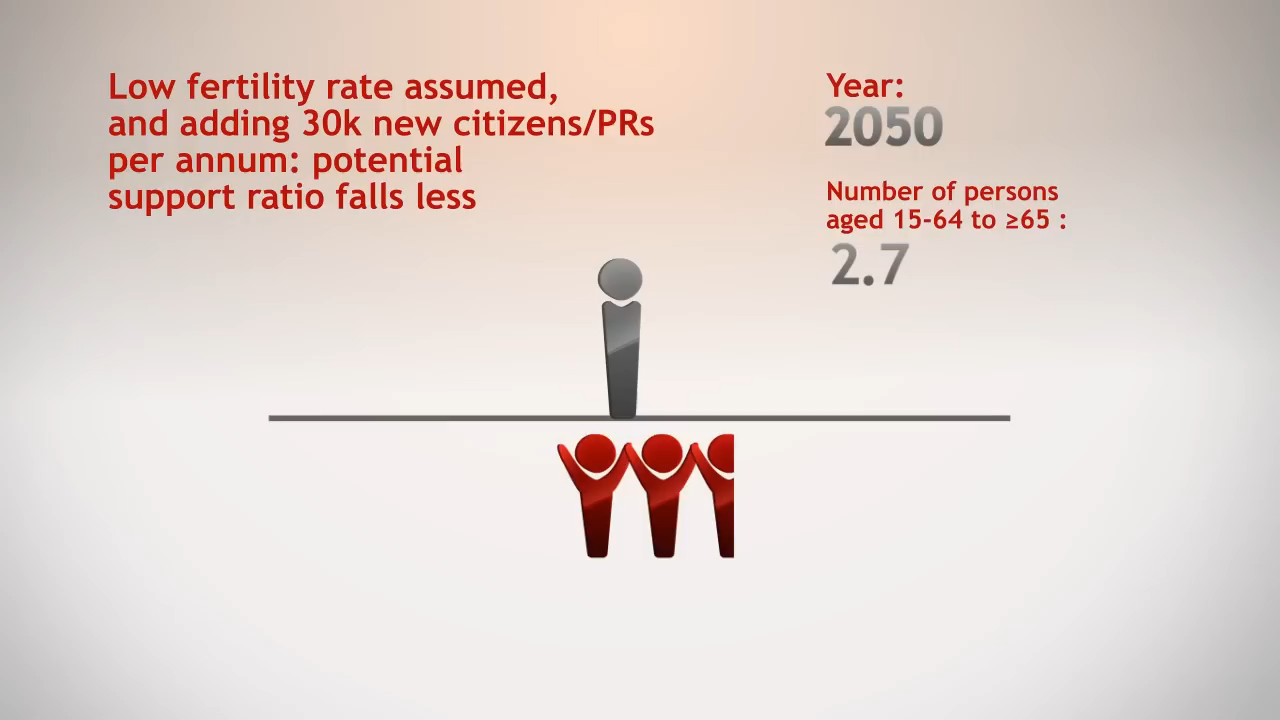 Low fertility rate assumed,
and adding 30k new citizens/PRs
per annum: potential
support ratio falls less
Year:
2050
Number of persons
aged 15-64 to ≥65 :
2.7